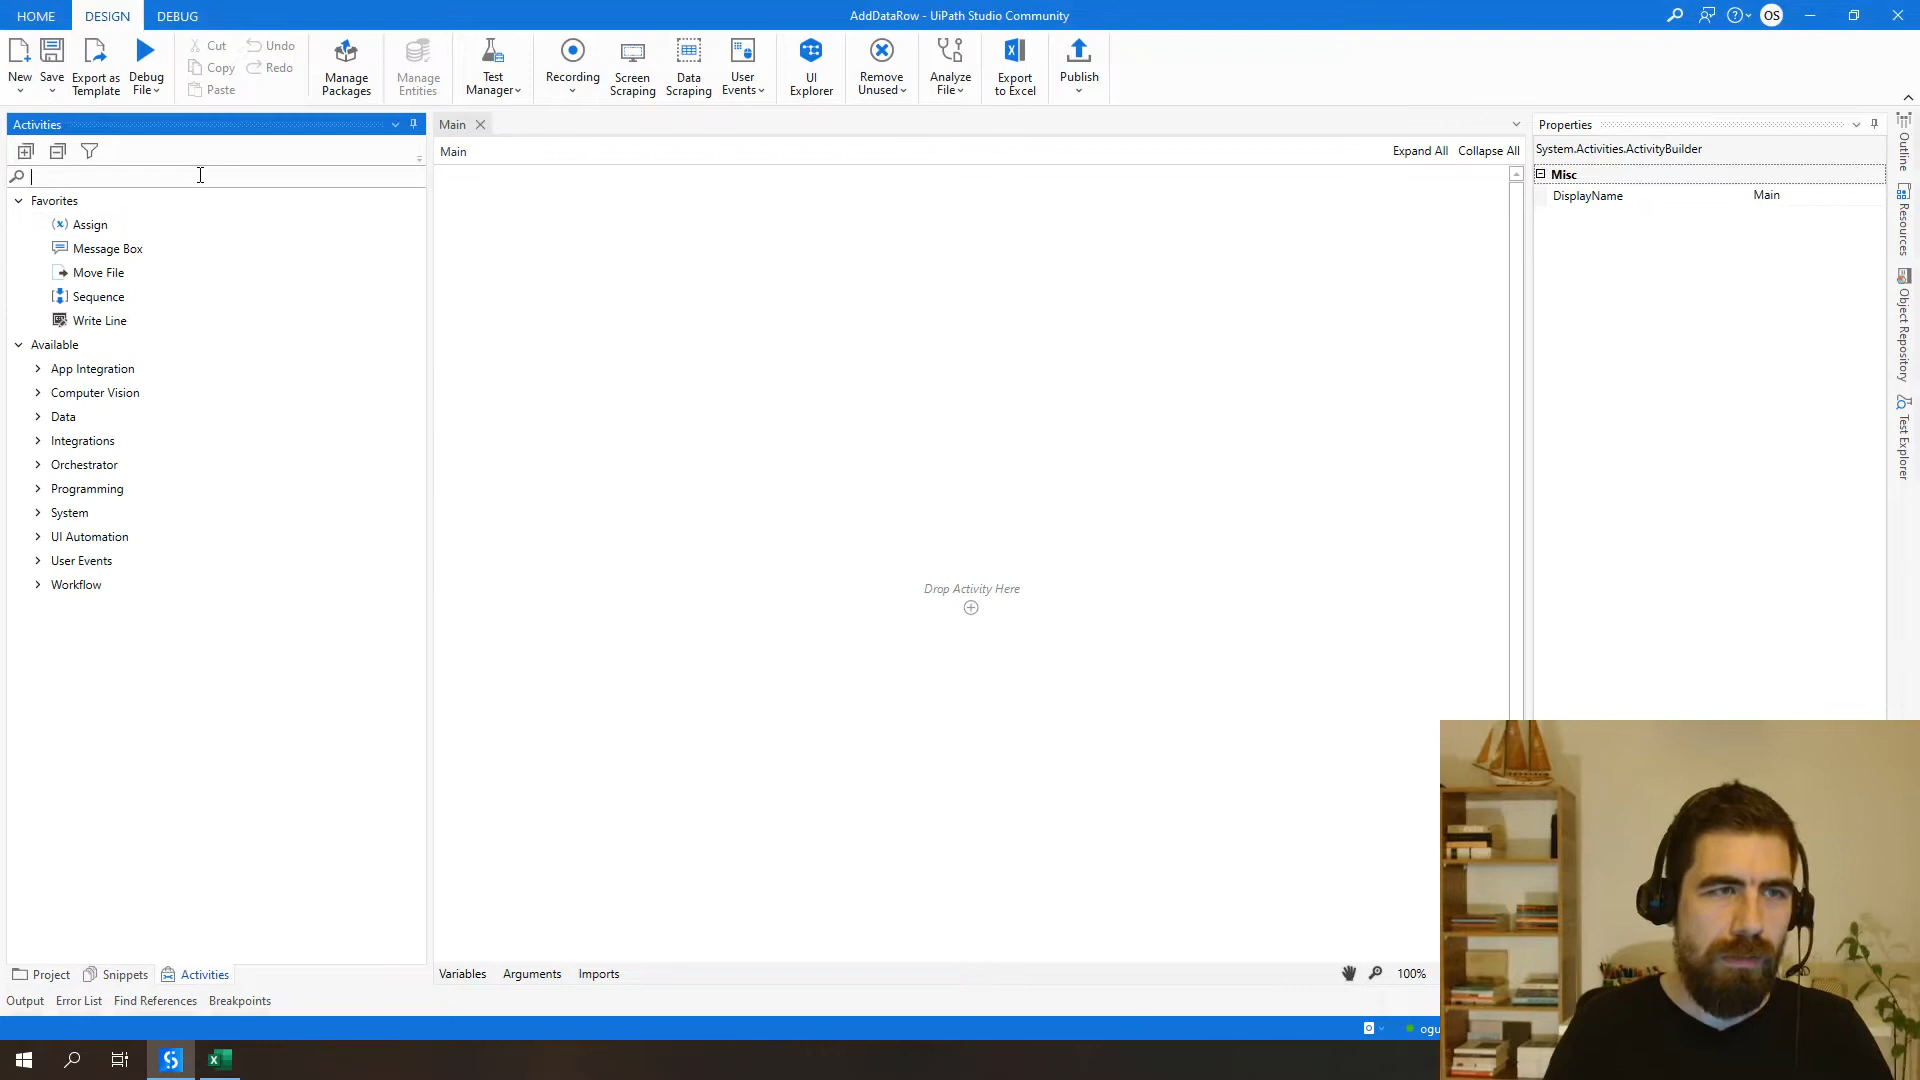 HOME DESIGN DEBUG
AddDataRow - UiPath Studio Community
OS
New
Save
Export as Template
Debug File
Cut
Copy
Paste
Undo
Redo
Manage Packages
Manage Entities
Test Manager
Recording
Screen Scraping
Data Scraping
User Events
UI Explorer
Remove Unused
Analyze File
Export to Excel
Publish
Activities
Favorites
Assign
Message Box
Move File
Sequence
Write Line
Available
App Integration
Computer Vision
Data
Integrations
Orchestrator
Programming
System
UI Automation
User Events
Workflow
Main
Main
Expand All Collapse All
Drop Activity Here
Properties
System.Activities.ActivityBuilder
Misc
DisplayName Main
Outline
Resources
Object Repository
Test Explorer
Project Snippets Activities
Variables Arguments Imports
100%
Output Error List Find References Breakpoints
ogu